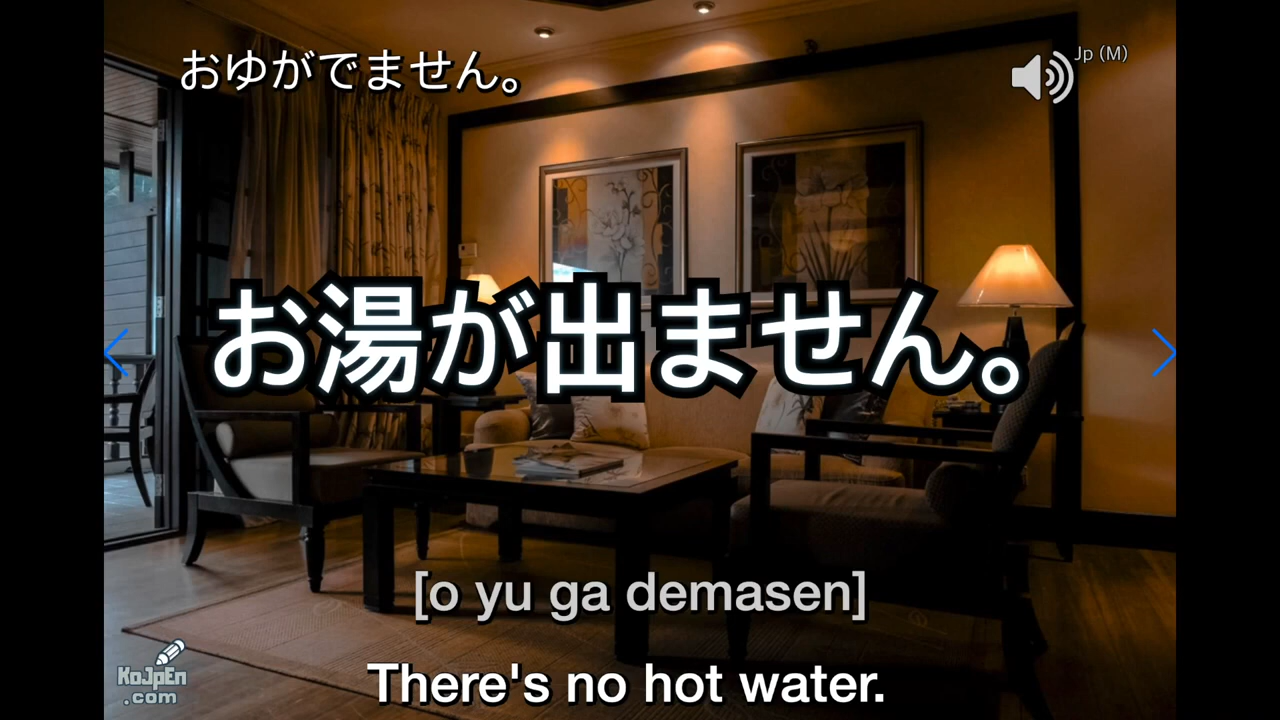 おゆがでません。
Jp (M)
お湯が出ません。
[o yu ga demasen]
There's no hot water.
KoJpEn
.com